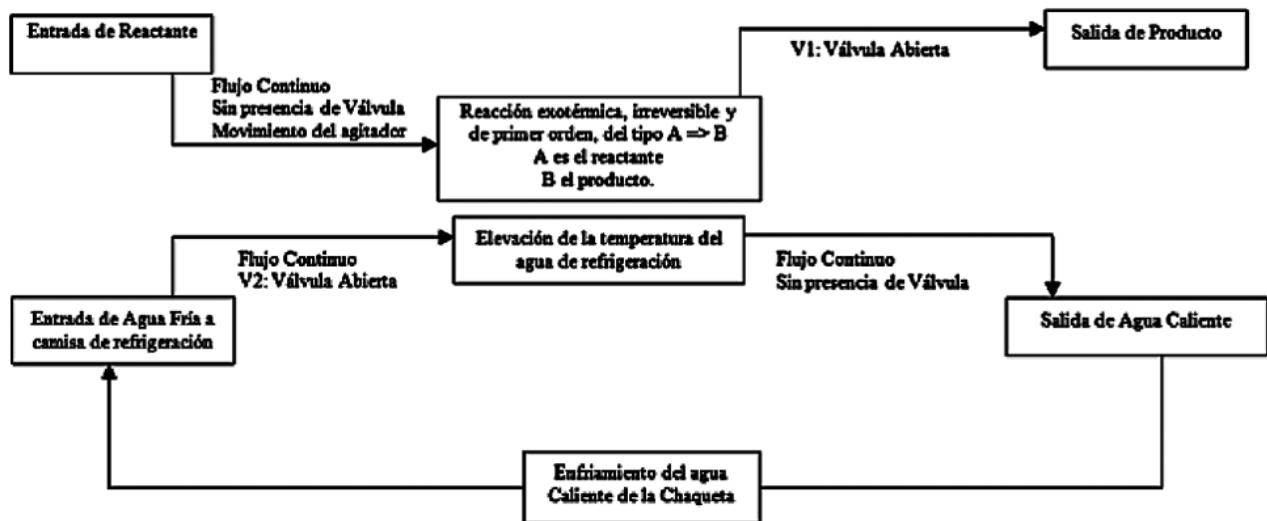 Entrada de Reactante
Flujo Continuo
Sin presencia de Válvula
Movimiento del agitador
Reacción exotérmica, irreversible y
de primer orden, del tipo A => B
A es el reactante
B el producto.
V1: Válvula Abierta
Salida de Producto
Entrada de Agua Fría a
camisa de refrigeración
Flujo Continuo
V2: Válvula Abierta
Elevación de la temperatura del
agua de refrigeración
Flujo Continuo
Sin presencia de Válvula
Salida de Agua Caliente
Enfriamiento del agua
Caliente de la Chaqueta